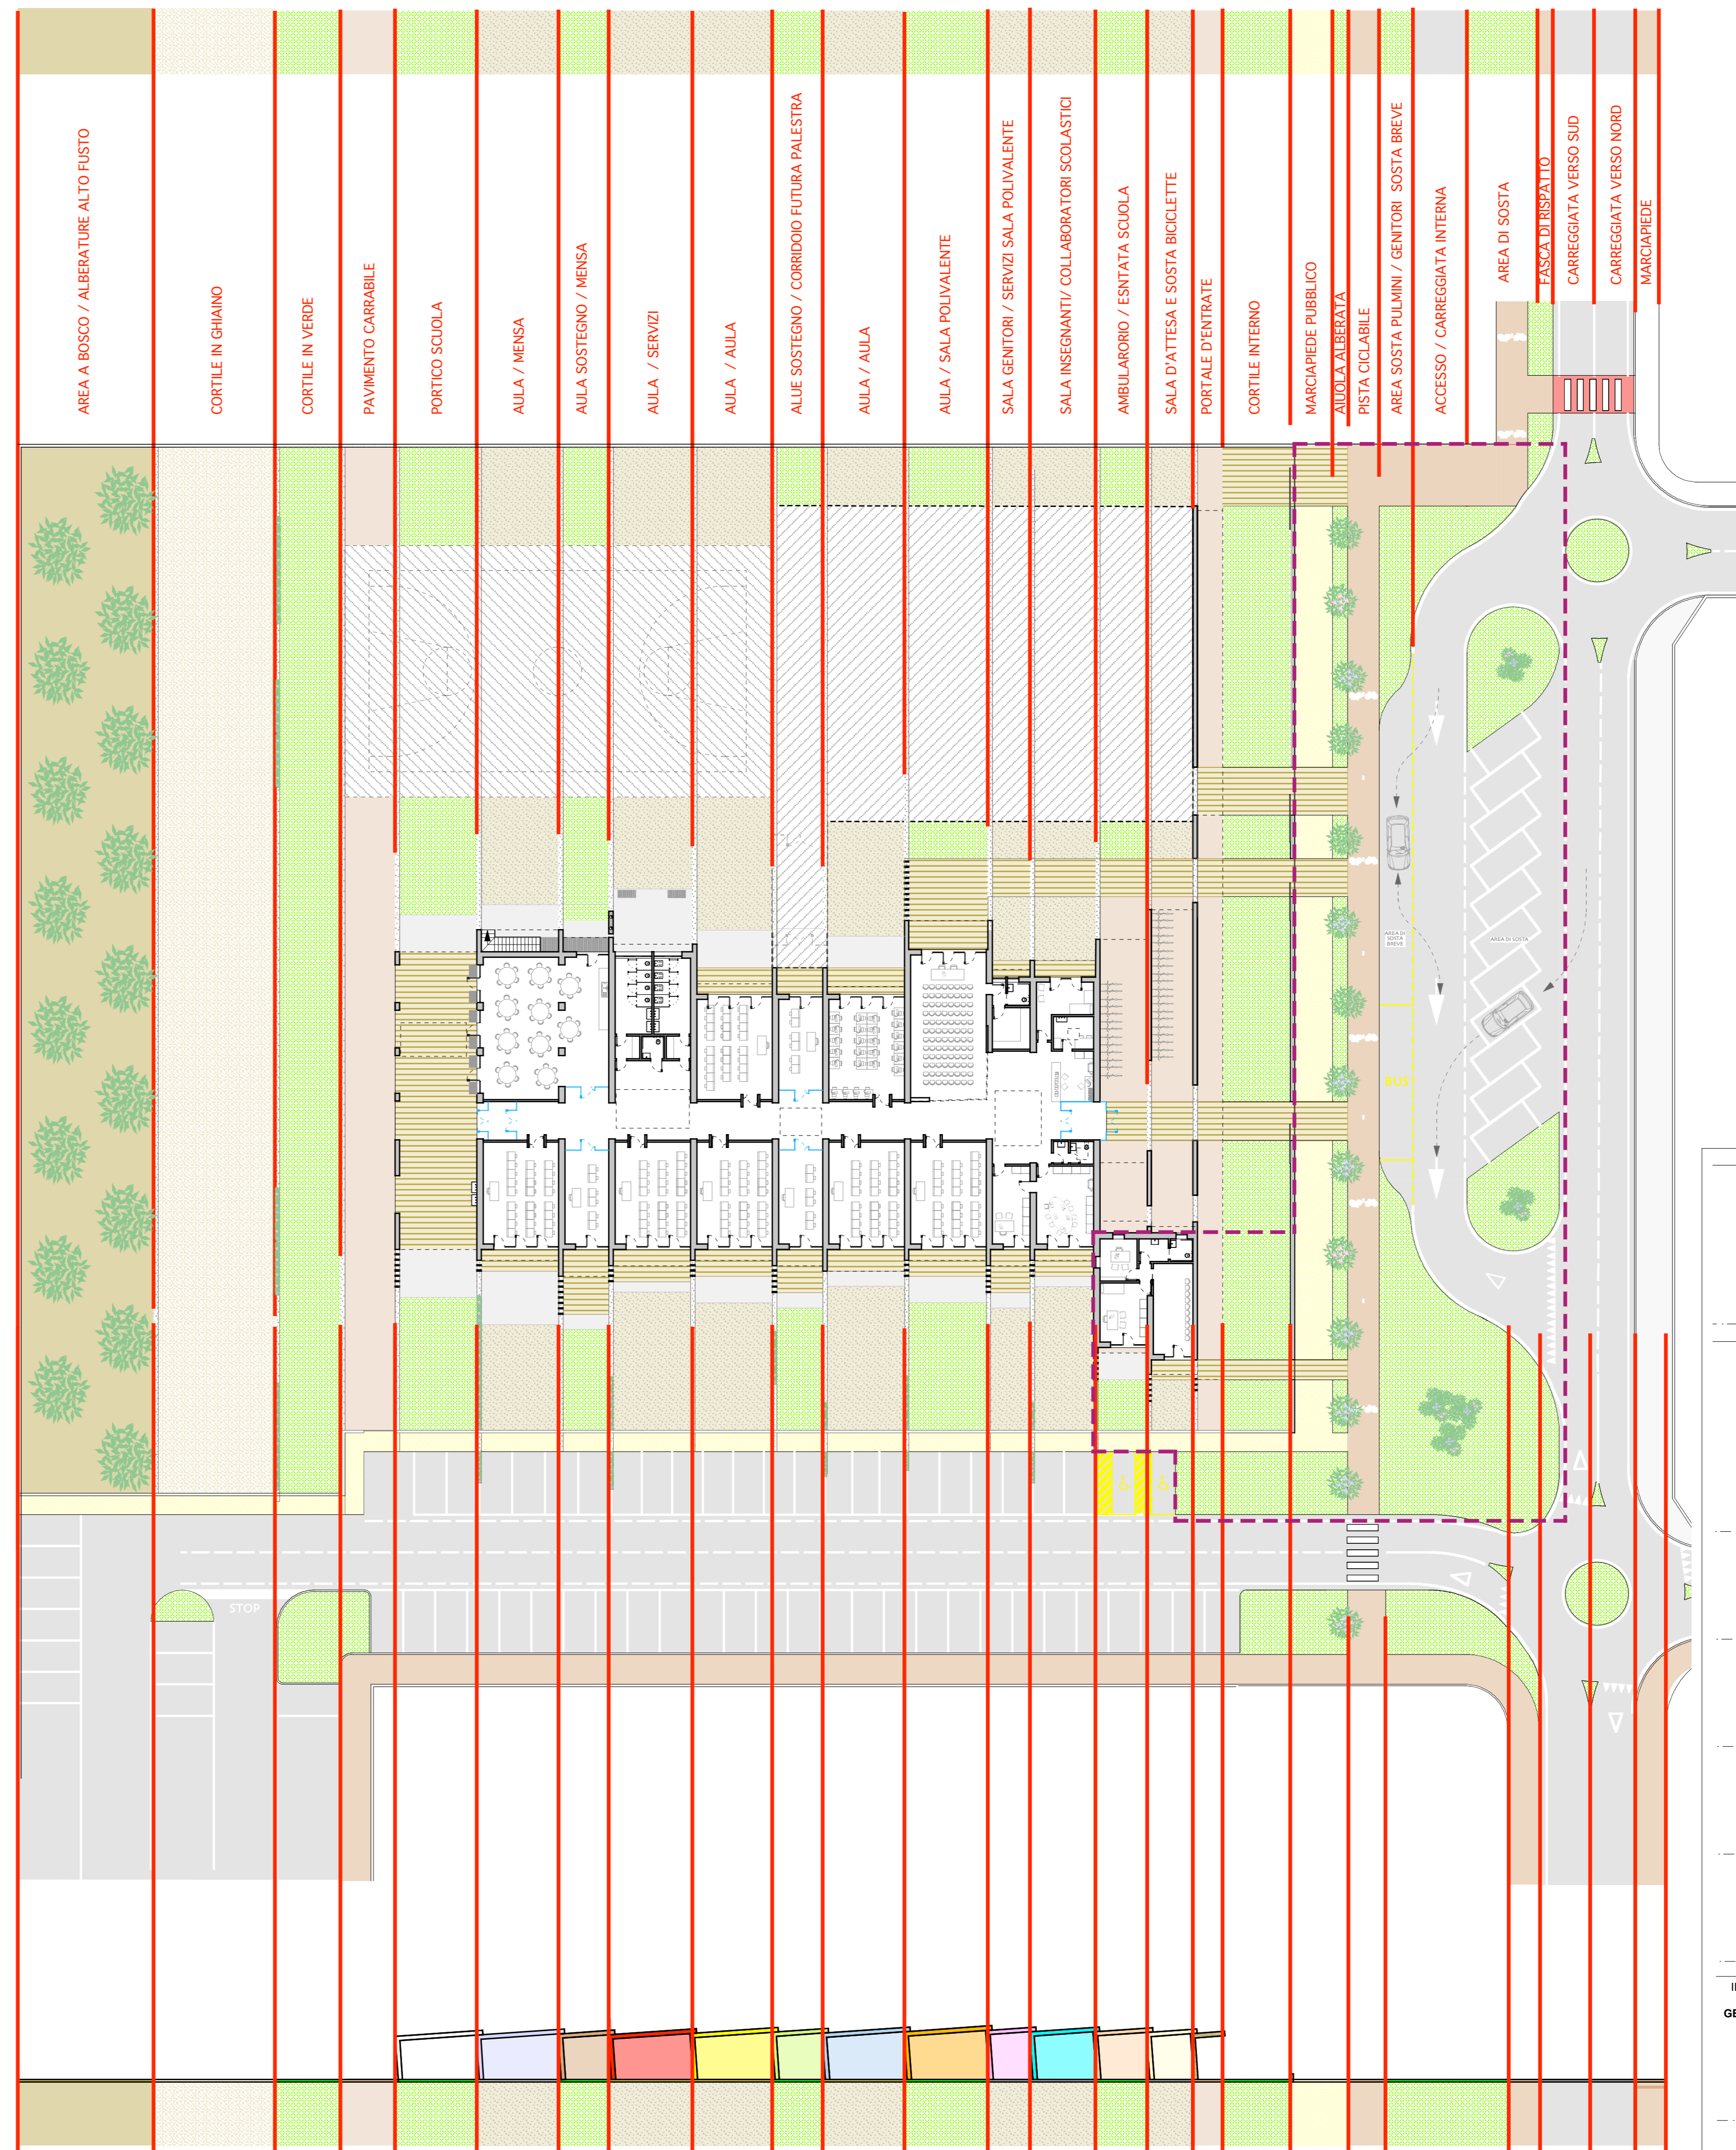 AREA A BOSCO / ALBERATURE ALTO FUSTO
CORTILE IN GHIAINO
CORTILE IN VERDE
PAVIMENTO CARRABILE
PORTICO SCUOLA
AULA / MENSA
AULA SOSTEGNO / MENSA
AULA / SERVIZI
AULA / AULA
ALUE SOSTEGNO / CORRIDOIO FUTURA PALESTRA
AULA / AULA
AULA / SALA POLIVALENTE
SALA GENITORI / SERVIZI SALA POLIVALENTE
SALA INSEGNANTI/ COLLABORATORI SCOLASTICI
AMBULARORIO / ESNTATA SCUOLA
SALA D'ATTESA E SOSTA BICICLETTE
PORTALE D'ENTRATE
CORTILE INTERNO
MARCIAPIEDE PUBBLICO
AIUOLA ALBERATA
PISTA CICLABILE
AREA SOSTA PULMINI / GENITORI SOSTA BREVE
ACCESSO / CARREGGIATA INTERNA
AREA DI SOSTA
FASCA DI RISPATTO
CARREGGIATA VERSO SUD
CARREGGIATA VERSO NORD
MARCIAPIEDE
AREA DI
SOSTA
BREVE
AREA DI SOSTA
BUS
STOP
GE